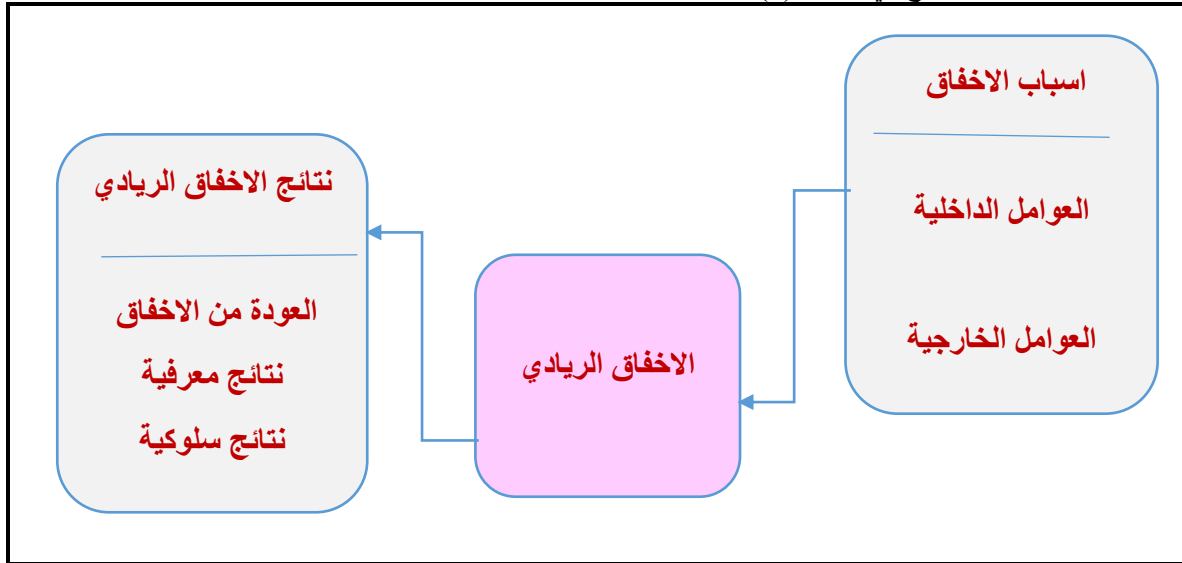 اسباب الاخفاق
العوامل الداخلية
العوامل الخارجية
الاخفاق الريادي
نتائج الاخفاق الريادي
العودة من الاخفاق
نتائج معرفية
نتائج سلوكية